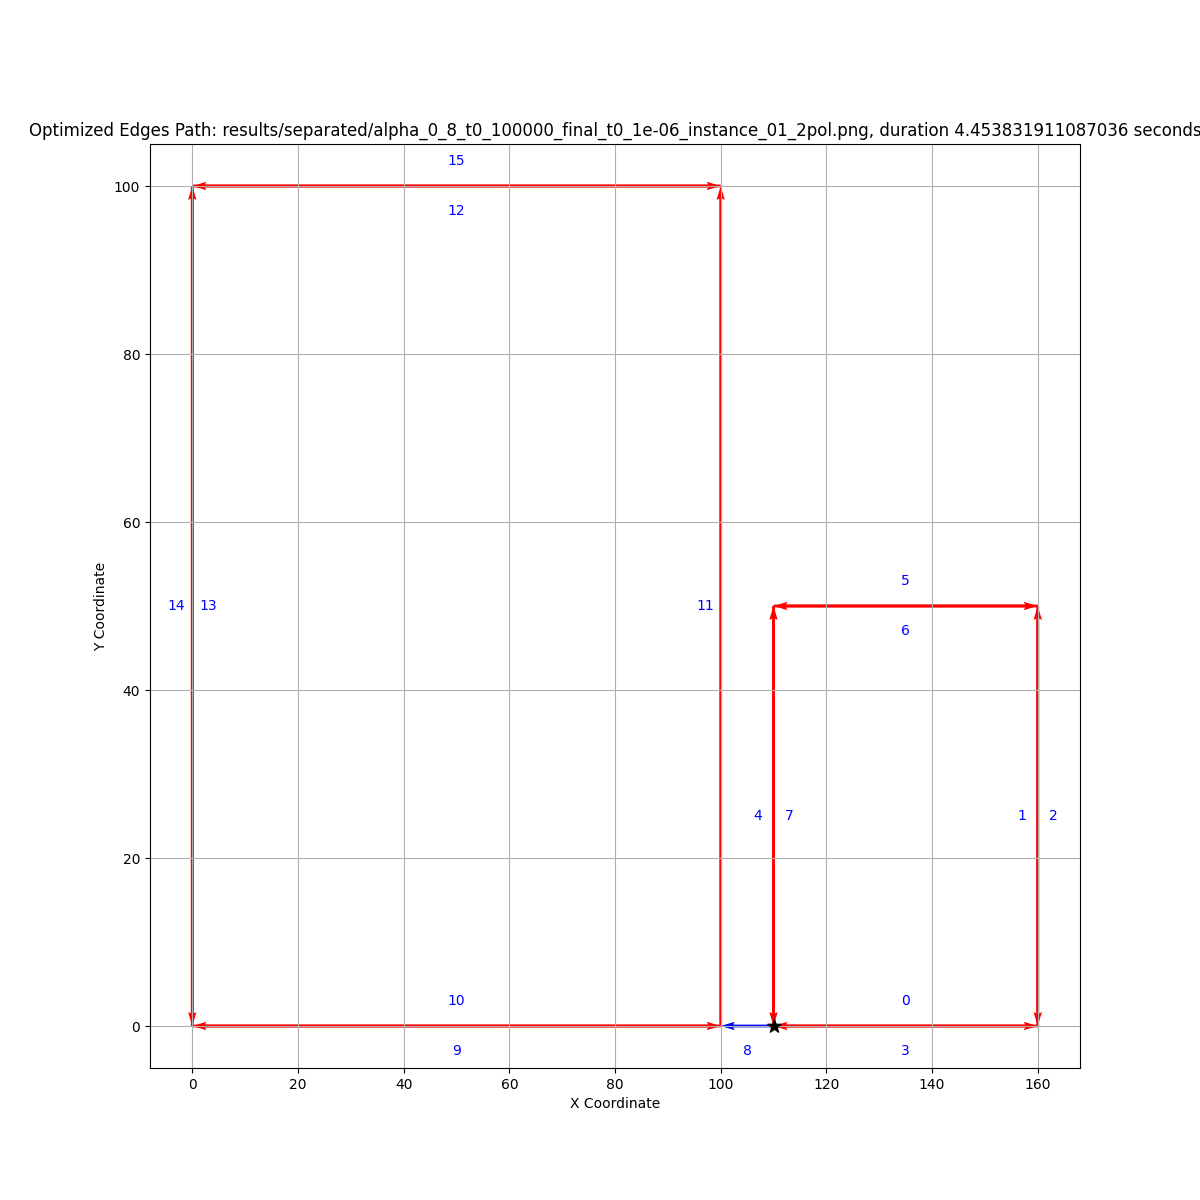 Optimized Edges Path: results/separated/alpha_0_8_t0_100000_final_t0_1e-06_instance_01_2pol.png, duration 4.453831911087036 seconds
15
100
12
80
60
5
14 13 11
6
Y Coordinate
40
4 7 1 2
20
10 0
0
9 8 3
0 20 40 60 80 100 120 140 160
X Coordinate